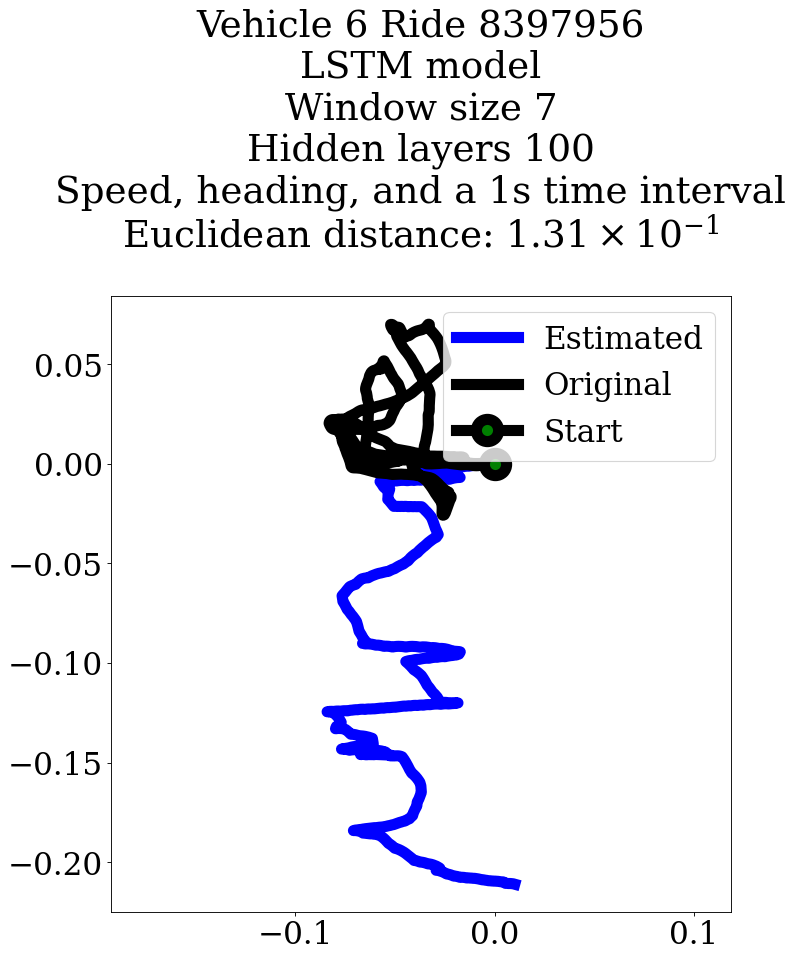 Vehicle 6 Ride 8397956
LSTM model
Window size 7
Hidden layers 100
Speed, heading, and a 1s time interval
Euclidean distance: 1.31 × 10⁻¹
Estimated
Original
Start
0.05
0.00
−0.05
−0.10
−0.15
−0.20
−0.1 0.0 0.1